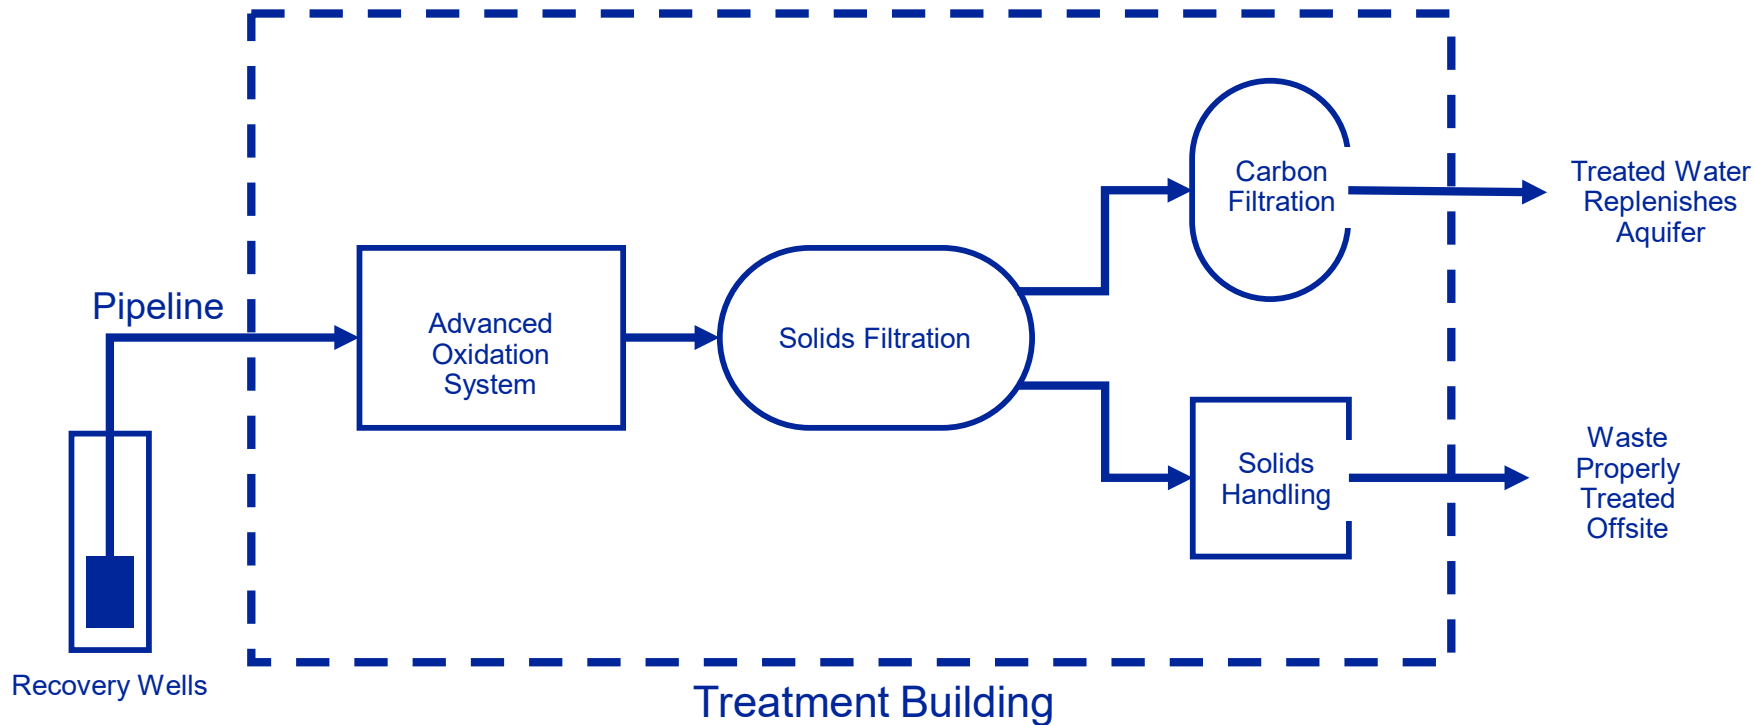 Pipeline
Recovery Wells
Advanced
Oxidation
System
Solids Filtration
Carbon
Filtration
Treated Water
Replenishes
Aquifer
Solids
Handling
Waste
Properly
Treated
Offsite
Treatment Building